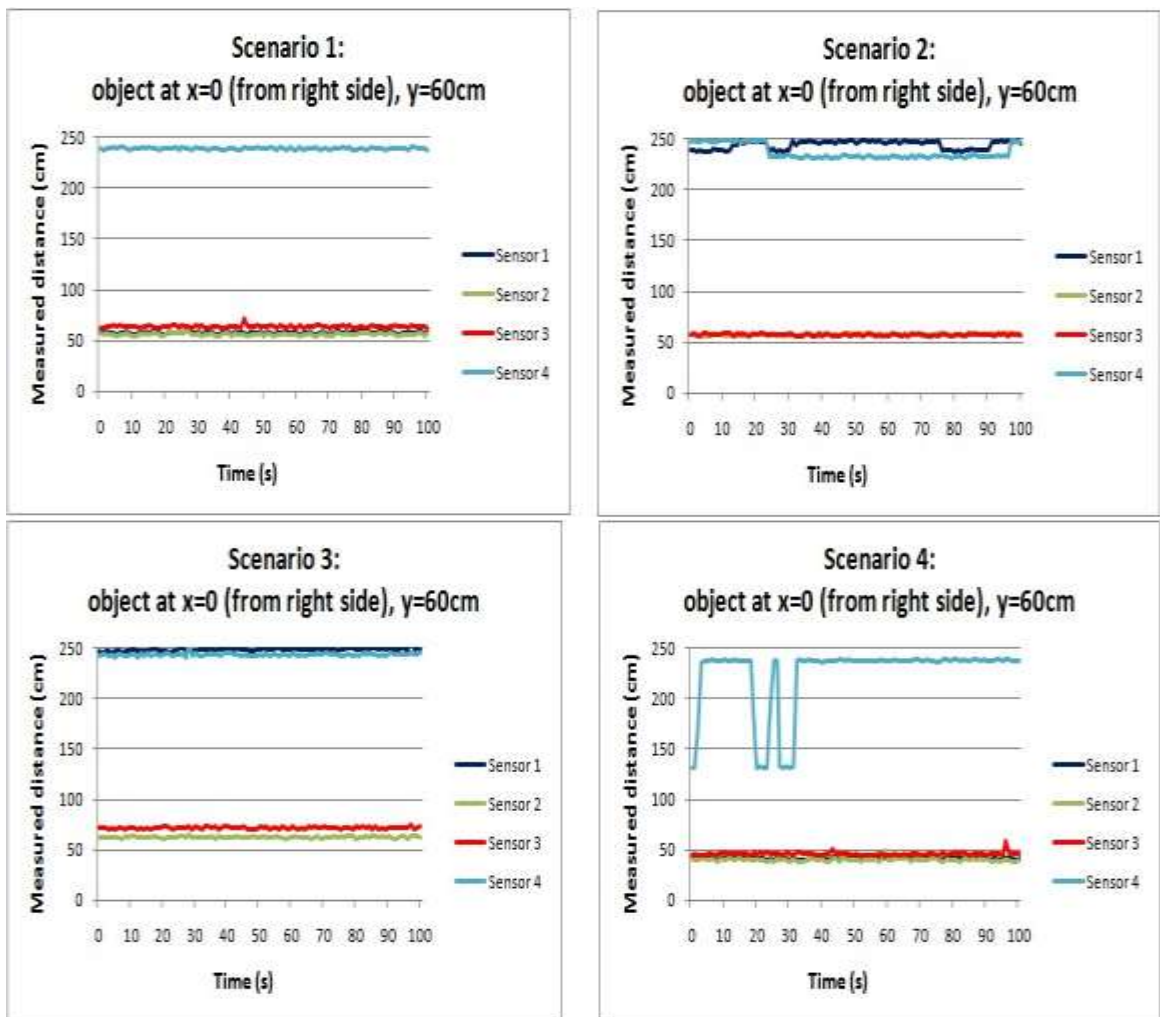 Scenario 1:
object at x=0 (from right side), y=60cm
Measured distance (cm)
250
200
150
100
50
0
0 10 20 30 40 50 60 70 80 90 100
Time (s)
Sensor 1
Sensor 2
Sensor 3
Sensor 4
Scenario 2:
object at x=0 (from right side), y=60cm
Measured distance (cm)
250
200
150
100
50
0
0 10 20 30 40 50 60 70 80 90 100
Time (s)
Sensor 1
Sensor 2
Sensor 3
Sensor 4
Scenario 3:
object at x=0 (from right side), y=60cm
Measured distance (cm)
250
200
150
100
50
0
0 10 20 30 40 50 60 70 80 90 100
Time (s)
Sensor 1
Sensor 2
Sensor 3
Sensor 4
Scenario 4:
object at x=0 (from right side), y=60cm
Measured distance (cm)
250
200
150
100
50
0
0 10 20 30 40 50 60 70 80 90 100
Time (s)
Sensor 1
Sensor 2
Sensor 3
Sensor 4